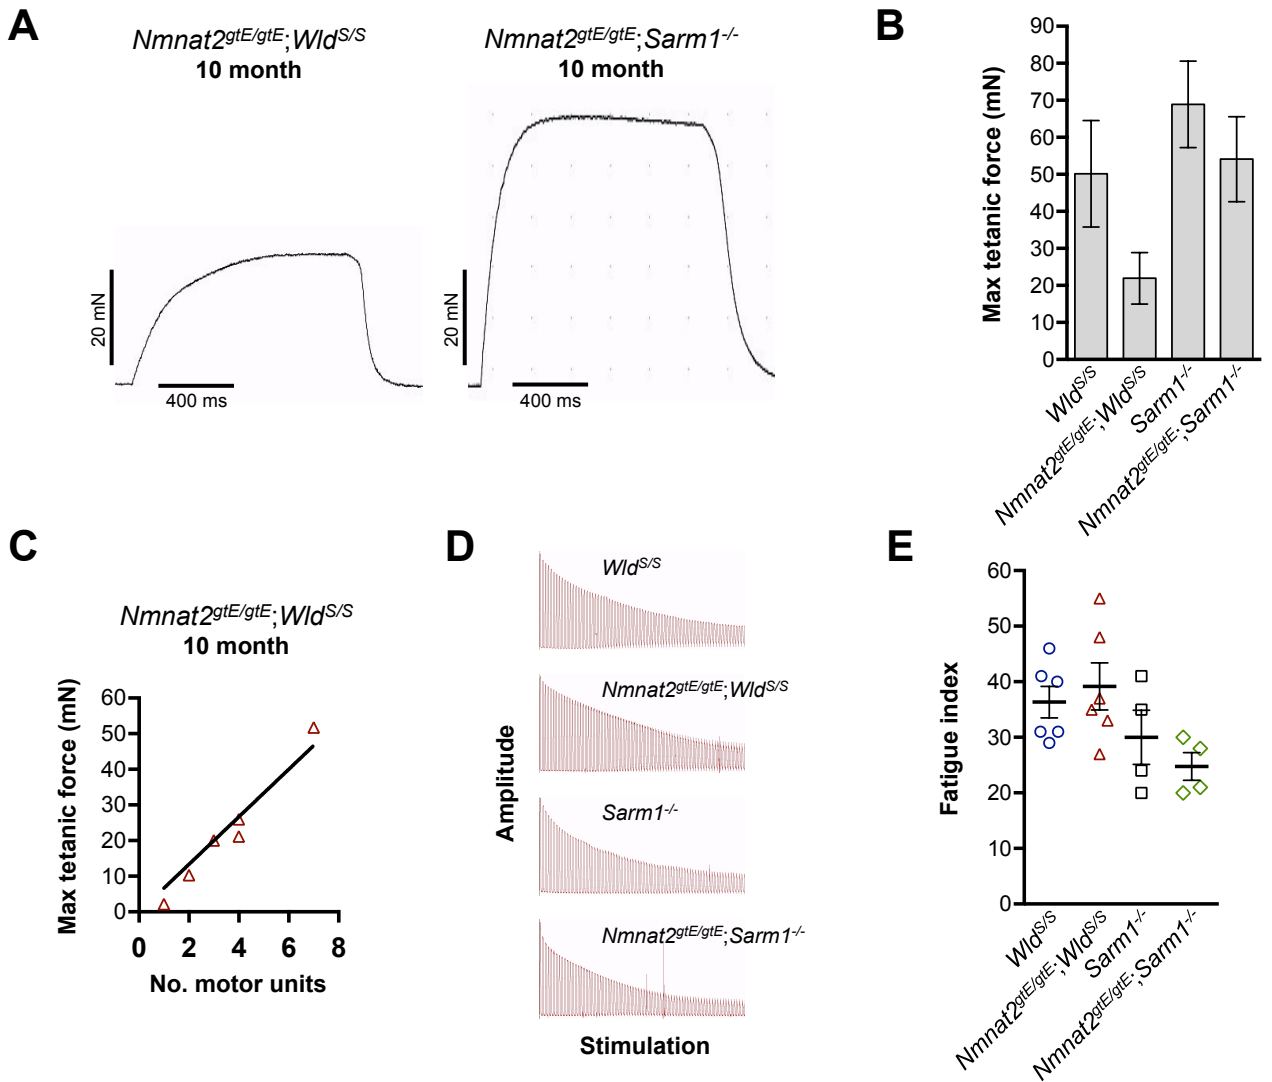 A
Nmnat2gtE/gtE;WldS/S
10 month
Nmnat2gtE/gtE;Sarm1-/-
10 month
20 mN
400 ms
20 mN
400 ms
B
Max tetanic force (mN)
90
80
70
60
50
40
30
20
10
0
WldS/S
Nmnat2gtE/gtE;WldS/S
Sarm1-/-
Nmnat2gtE/gtE;Sarm1-/-
C
Nmnat2gtE/gtE;WldS/S
10 month
Max tetanic force (mN)
60
50
40
30
20
10
0
0 2 4 6 8
No. motor units
D
Amplitude
WldS/S
Nmnat2gtE/gtE;WldS/S
Sarm1-/-
Nmnat2gtE/gtE;Sarm1-/-
Stimulation
E
Fatigue index
60
50
40
30
20
10
0
WldS/S
Nmnat2gtE/gtE;WldS/S
Sarm1-/-
Nmnat2gtE/gtE;Sarm1-/-